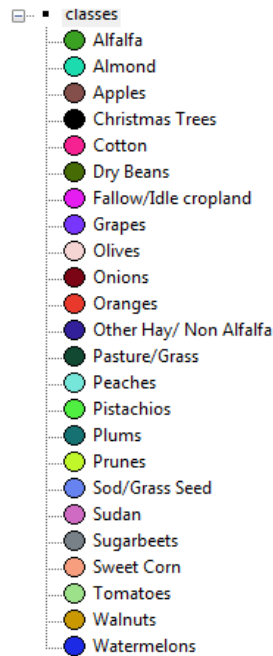 classes
Alfalfa
Almond
Apples
Christmas Trees
Cotton
Dry Beans
Fallow/Idle cropland
Grapes
Olives
Onions
Oranges
Other Hay/ Non Alfalfa
Pasture/Grass
Peaches
Pistachios
Plums
Prunes
Sod/Grass Seed
Sudan
Sugarbeets
Sweet Corn
Tomatoes
Walnuts
Watermelons